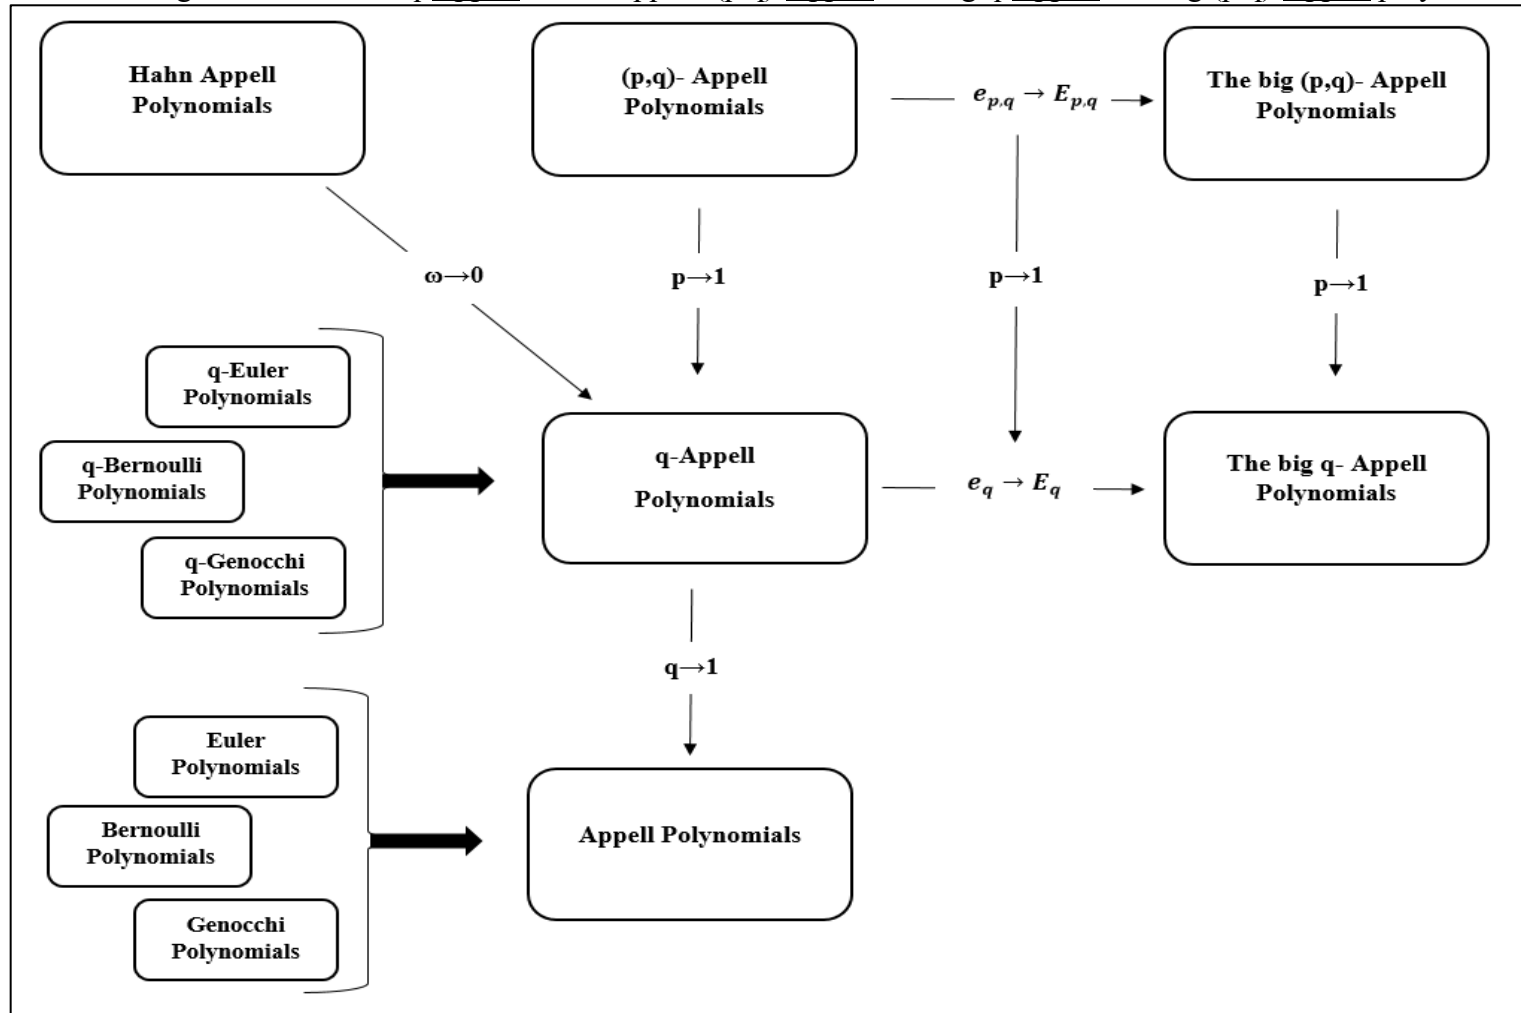 Hahn Appell
Polynomials
(p,q)- Appell
Polynomials
e_{p,q} → E_{p,q}
The big (p,q)- Appell
Polynomials
ω→0
p→1
p→1
p→1
q-Euler
Polynomials
q-Bernoulli
Polynomials
q-Genocchi
Polynomials
q-Appell
Polynomials
e_q → E_q
The big q- Appell
Polynomials
q→1
Euler
Polynomials
Bernoulli
Polynomials
Genocchi
Polynomials
Appell Polynomials